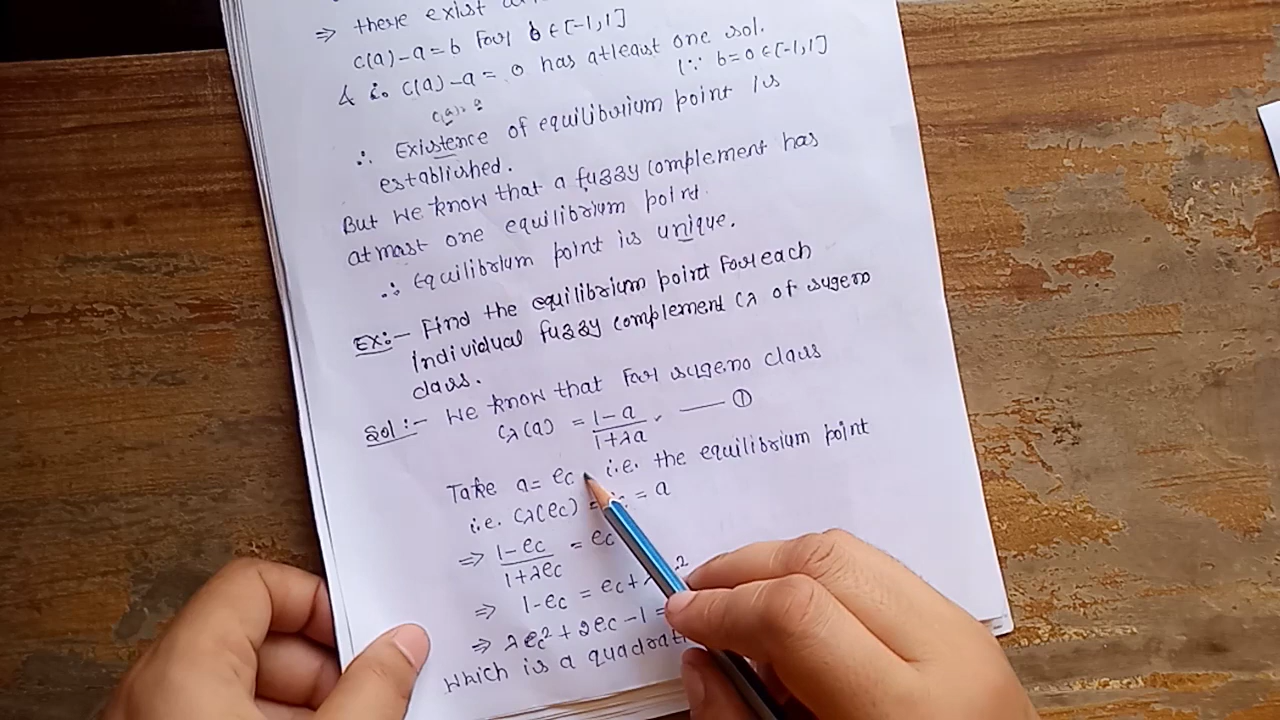 ⇒ there exist
c(a)-a=b for b ∈ [-1,1]
& i.e. c(a)-a = 0 has atleast one sol.
(∵ b=0 ∈ [-1,1]
∴ Existence of equilibrium point is
established.
But we know that a fuzzy complement has
atmost one equilibrium point.
∴ equilibrium point is unique.
Ex:- Find the equilibrium point for each
individual fuzzy complement cλ of sugeno
class.
Sol:- We know that for sugeno class
cλ(a) = 1-a / 1+λa. —— ①
Take a= ec i.e. the equilibrium point
i.e. cλ(ec) = = a
⇒ 1-ec / 1+λec = ec
⇒ 1-ec = ec+ 2
⇒ λec² + 2ec - 1 =
Which is a